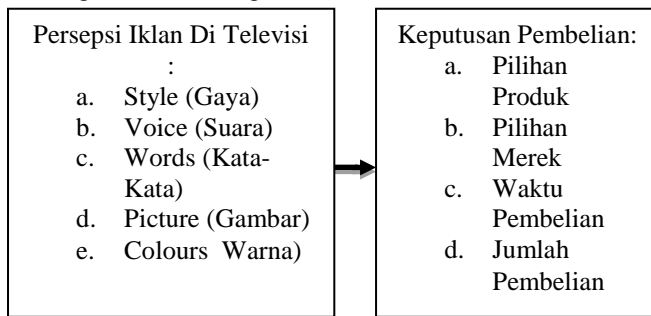 Persepsi Iklan Di Televisi
:
a. Style (Gaya)
b. Voice (Suara)
c. Words (Kata-
Kata)
d. Picture (Gambar)
e. Colours Warna)
Keputusan Pembelian:
a. Pilihan
Produk
b. Pilihan
Merek
c. Waktu
Pembelian
d. Jumlah
Pembelian